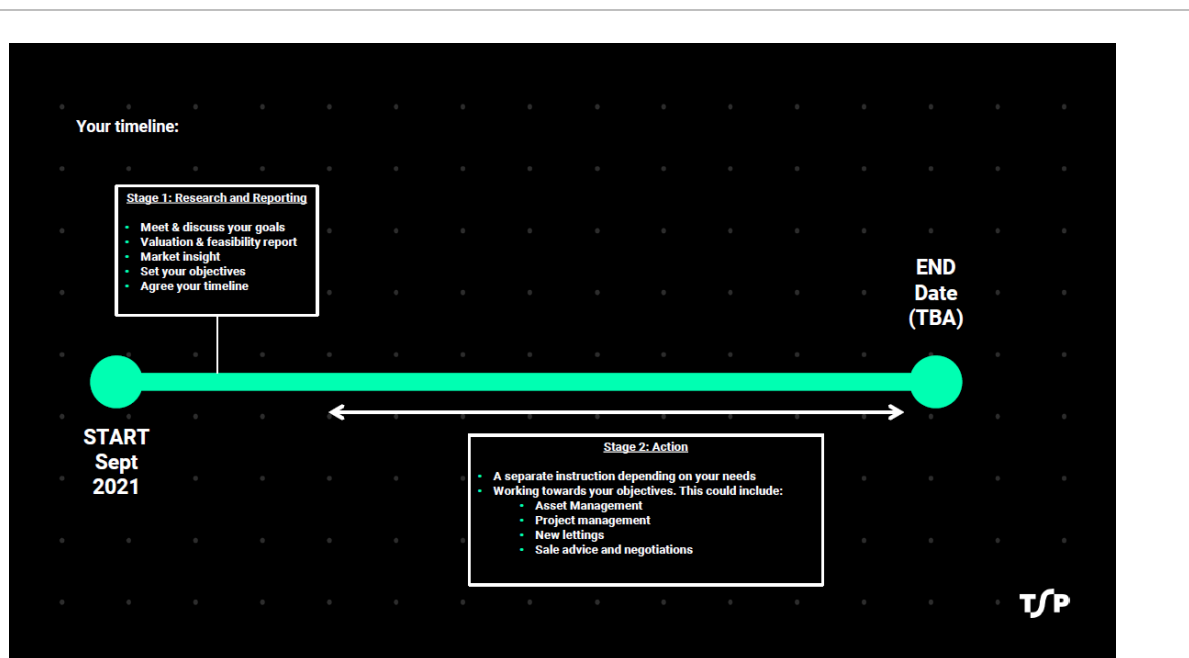 Your timeline:
Stage 1: Research and Reporting
• Meet & discuss your goals
• Valuation & feasibility report
• Market insight
• Set your objectives
• Agree your timeline
END
Date
(TBA)
START
Sept
2021
Stage 2: Action
• A separate instruction depending on your needs
• Working towards your objectives. This could include:
• Asset Management
• Project management
• New lettings
• Sale advice and negotiations
TSP